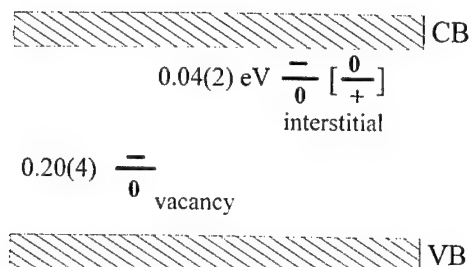 CB
0.04(2) eV − / 0 [ 0 / + ]
interstitial
0.20(4) − / 0
vacancy
VB